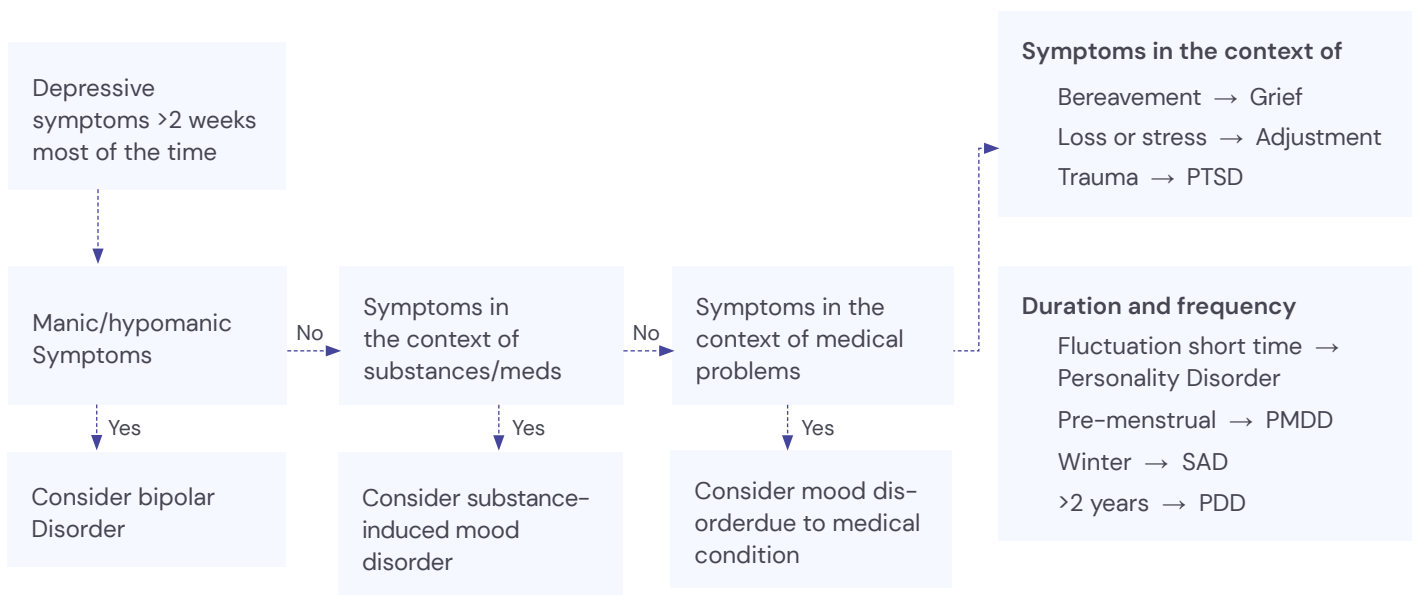 Depressive
symptoms >2 weeks
most of the time
Manic/hypomanic
Symptoms
No
Yes
Consider bipolar
Disorder
Symptoms in
the context of
substances/meds
No
Yes
Consider substance-
induced mood
disorder
Symptoms in the
context of medical
problems
Yes
Consider mood dis-
orderdue to medical
condition
Symptoms in the context of
Bereavement → Grief
Loss or stress → Adjustment
Trauma → PTSD
Duration and frequency
Fluctuation short time →
Personality Disorder
Pre-menstrual → PMDD
Winter → SAD
>2 years → PDD